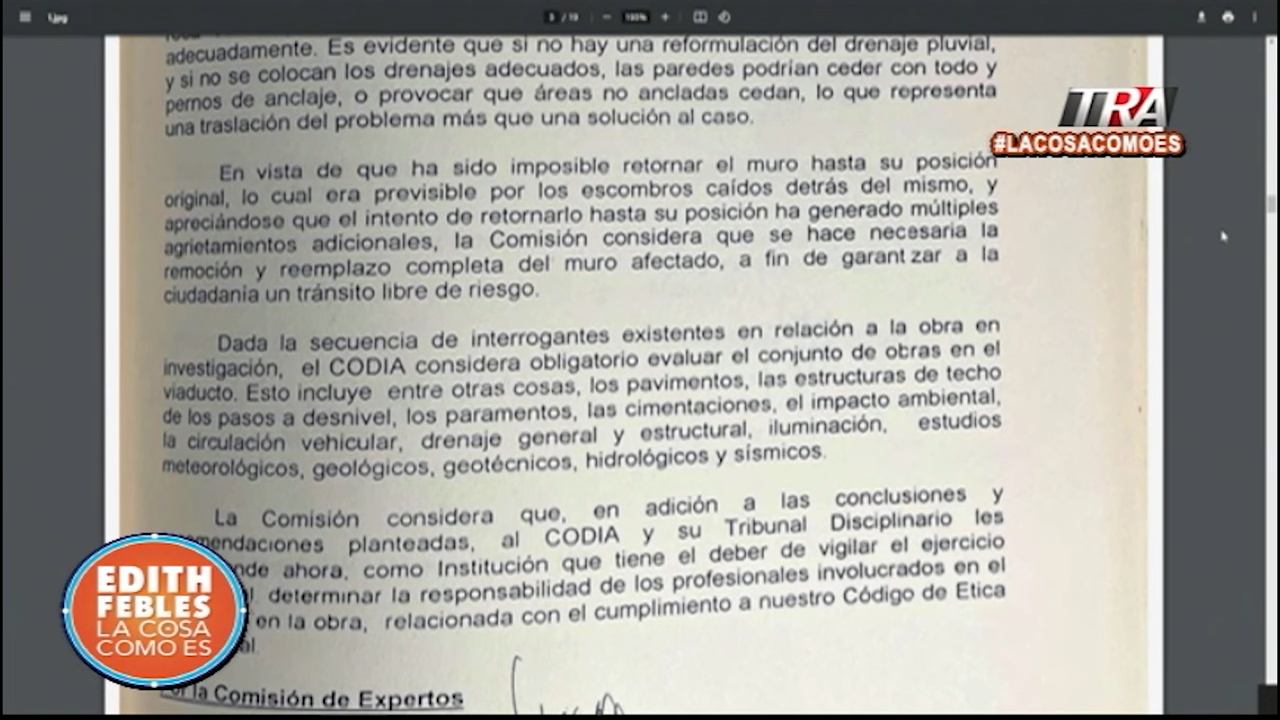 1.jpg
3 / 19
100%
adecuadamente. Es evidente que si no hay una reformulación del drenaje pluvial,
y si no se colocan los drenajes adecuados, las paredes podrían ceder con todo y
pernos de anclaje, o provocar que áreas no ancladas cedan, lo que representa
una traslación del problema más que una solución al caso.
TRA
#LACOSACOMOES
En vista de que ha sido imposible retornar el muro hasta su posición
original, lo cual era previsible por los escombros caídos detrás del mismo, y
apreciándose que el intento de retornarlo hasta su posición ha generado múltiples
agrietamientos adicionales, la Comisión considera que se hace necesaria la
remoción y reemplazo completa del muro afectado, a fin de garant zar a la
ciudadanía un tránsito libre de riesgo.
Dada la secuencia de interrogantes existentes en relación a la obra en
investigación, el CODIA considera obligatorio evaluar el conjunto de obras en el
viaducto. Esto incluye entre otras cosas, los pavimentos, las estructuras de techo
de los pasos a desnivel, los paramentos, las cimentaciones, el impacto ambiental,
la circulación vehicular, drenaje general y estructural, iluminación, estudios
meteorológicos, geológicos, geotécnicos, hidrológicos y sísmicos.
La Comisión considera que, en adición a las conclusiones y
mendaciones planteadas, al CODIA y su Tribunal Disciplinario les
nde ahora, como Institución que tiene el deber de vigilar el ejercicio
l, determinar la responsabilidad de los profesionales involucrados en el
en la obra, relacionada con el cumplimiento a nuestro Código de Etica
al.
la Comisión de Expertos
EDITH
FEBLES
LA COSA
COMO ES